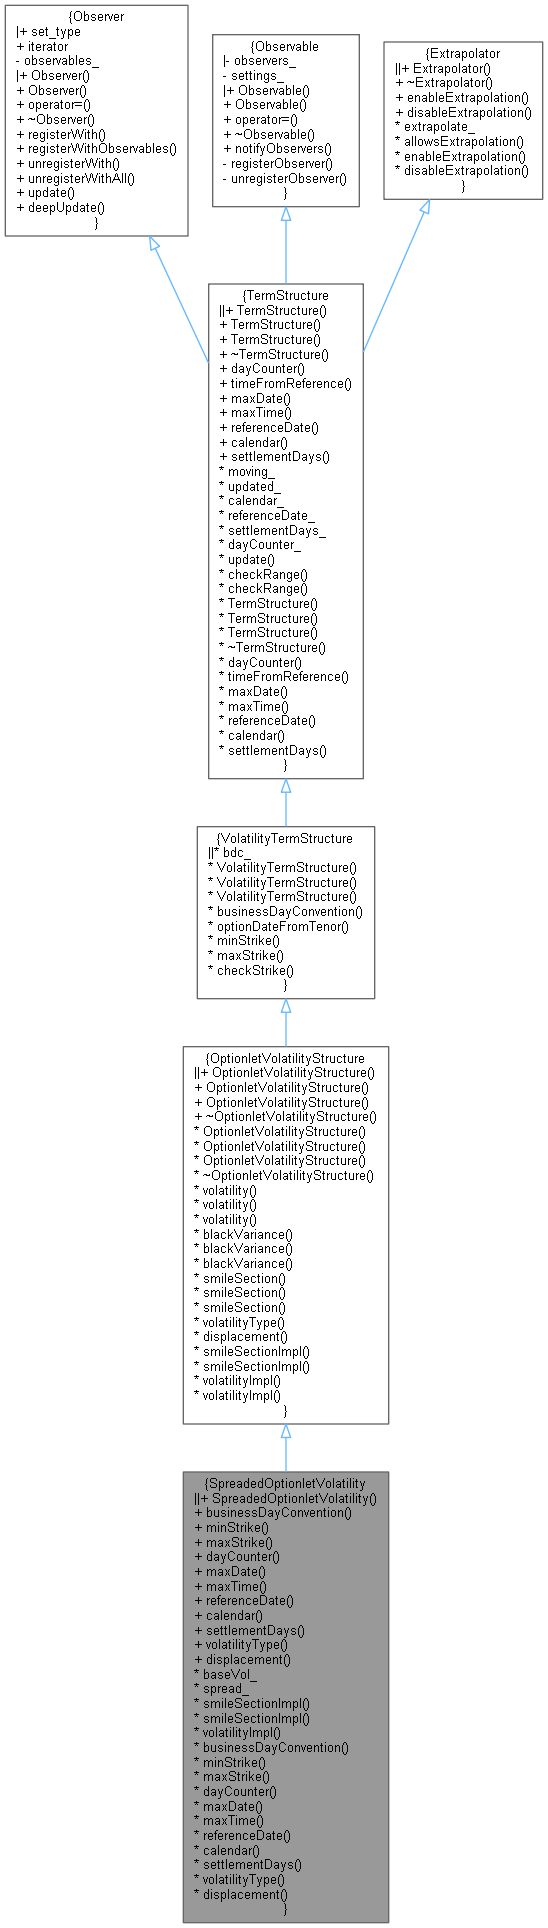 {Observer
|+ set_type
+ iterator
- observables_
|+ Observer()
+ Observer()
+ operator=()
+ ~Observer()
+ registerWith()
+ registerWithObservables()
+ unregisterWith()
+ unregisterWithAll()
+ update()
+ deepUpdate()
}
{Observable
|- observers_
- settings_
|+ Observable()
+ Observable()
+ operator=()
+ ~Observable()
+ notifyObservers()
- registerObserver()
- unregisterObserver()
}
{Extrapolator
||+ Extrapolator()
+ ~Extrapolator()
+ enableExtrapolation()
+ disableExtrapolation()
* extrapolate_
* allowsExtrapolation()
* enableExtrapolation()
* disableExtrapolation()
}
{TermStructure
||+ TermStructure()
+ TermStructure()
+ TermStructure()
+ ~TermStructure()
+ dayCounter()
+ timeFromReference()
+ maxDate()
+ maxTime()
+ referenceDate()
+ calendar()
+ settlementDays()
* moving_
* updated_
* calendar_
* referenceDate_
* settlementDays_
* dayCounter_
* update()
* checkRange()
* checkRange()
* TermStructure()
* TermStructure()
* TermStructure()
* ~TermStructure()
* dayCounter()
* timeFromReference()
* maxDate()
* maxTime()
* referenceDate()
* calendar()
* settlementDays()
}
{VolatilityTermStructure
||* bdc_
* VolatilityTermStructure()
* VolatilityTermStructure()
* VolatilityTermStructure()
* businessDayConvention()
* optionDateFromTenor()
* minStrike()
* maxStrike()
* checkStrike()
}
{OptionletVolatilityStructure
||+ OptionletVolatilityStructure()
+ OptionletVolatilityStructure()
+ OptionletVolatilityStructure()
+ ~OptionletVolatilityStructure()
* OptionletVolatilityStructure()
* OptionletVolatilityStructure()
* OptionletVolatilityStructure()
* ~OptionletVolatilityStructure()
* volatility()
* volatility()
* volatility()
* blackVariance()
* blackVariance()
* blackVariance()
* smileSection()
* smileSection()
* smileSection()
* volatilityType()
* displacement()
* smileSectionImpl()
* smileSectionImpl()
* volatilityImpl()
* volatilityImpl()
}
{SpreadedOptionletVolatility
||+ SpreadedOptionletVolatility()
+ businessDayConvention()
+ minStrike()
+ maxStrike()
+ dayCounter()
+ maxDate()
+ maxTime()
+ referenceDate()
+ calendar()
+ settlementDays()
+ volatilityType()
+ displacement()
* baseVol_
* spread_
* smileSectionImpl()
* smileSectionImpl()
* volatilityImpl()
* businessDayConvention()
* minStrike()
* maxStrike()
* dayCounter()
* maxDate()
* maxTime()
* referenceDate()
* calendar()
* settlementDays()
* volatilityType()
* displacement()
}